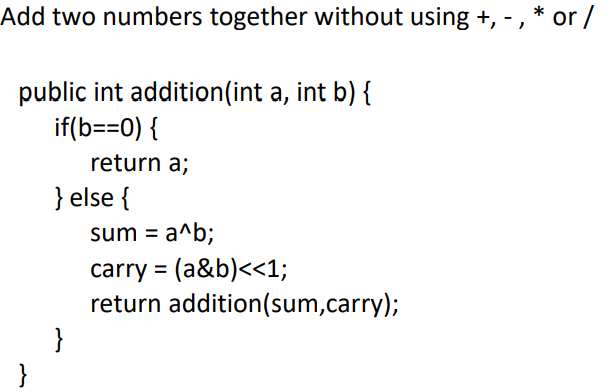 Add two numbers together without using +, - , * or /
public int addition(int a, int b) {
if(b==0) {
return a;
} else {
sum = a^b;
carry = (a&b)<<1;
return addition(sum,carry);
}
}